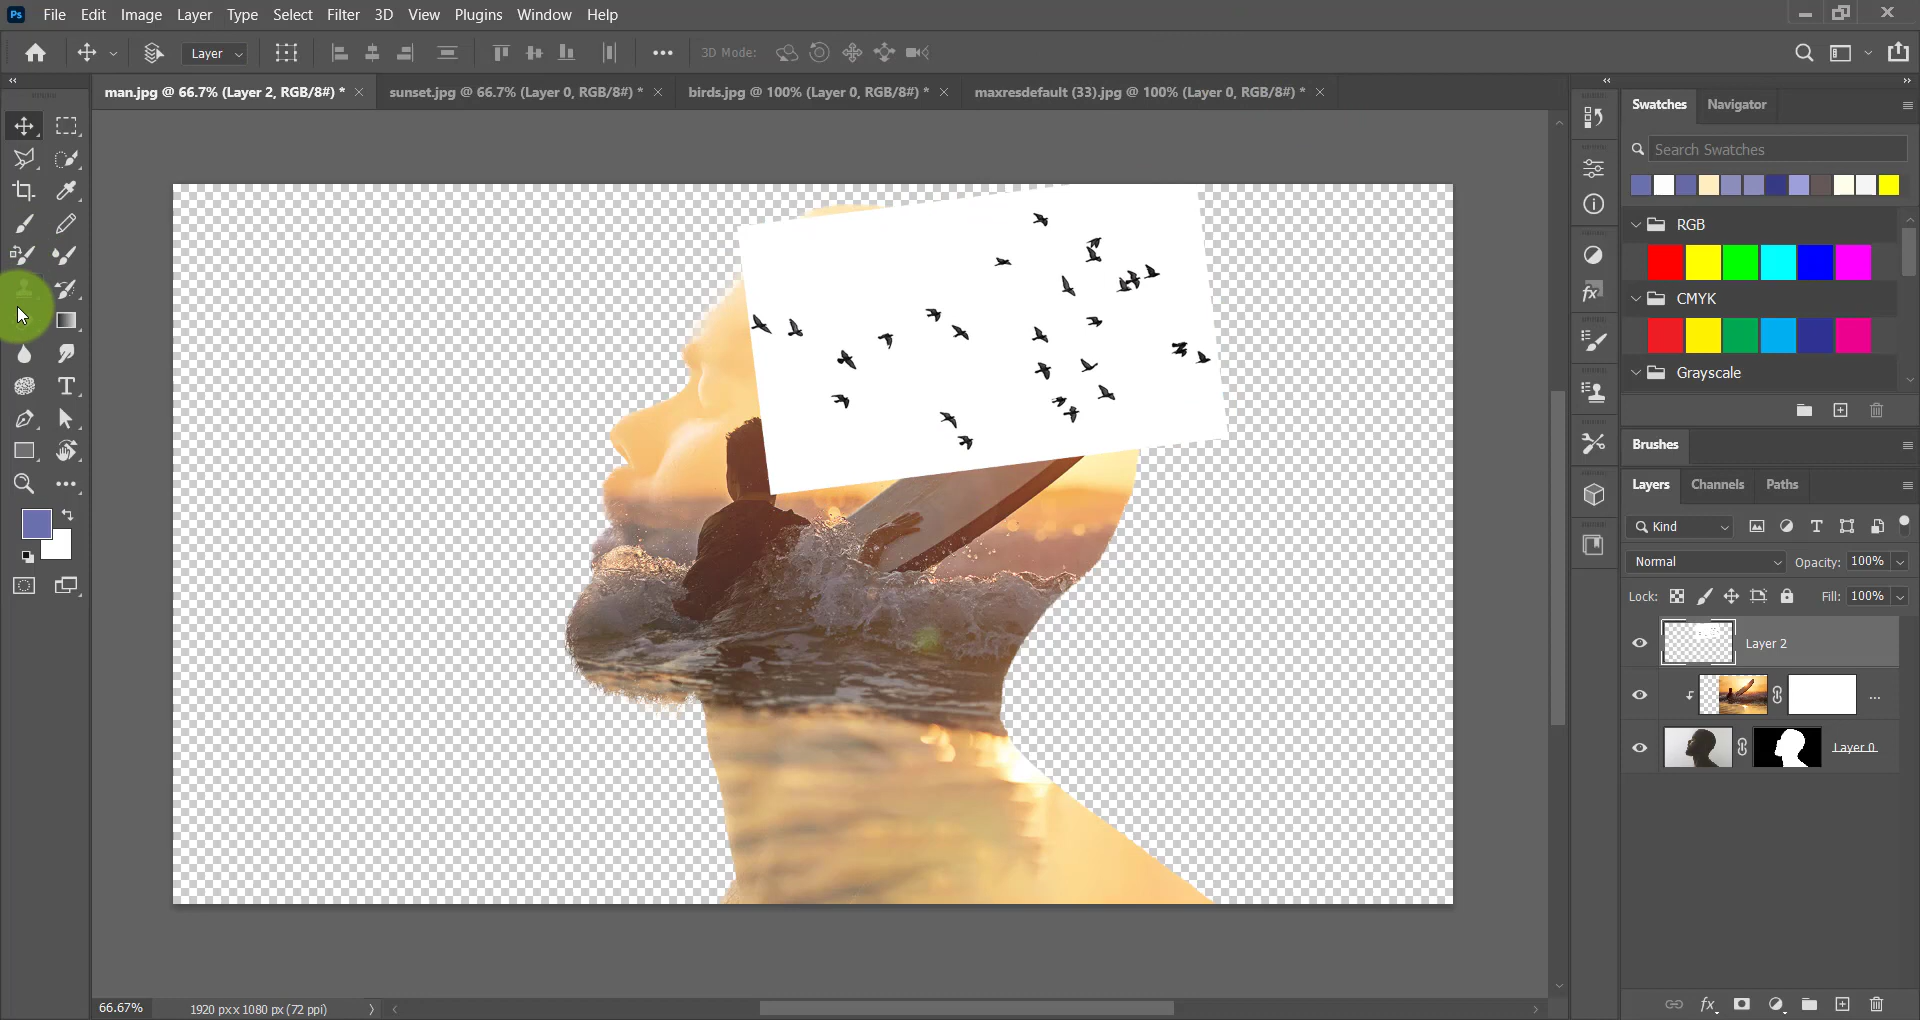 Ps File Edit Image Layer Type Select Filter 3D View Plugins Window Help
Layer 3D Mode:
man.jpg @ 66.7% (Layer 2, RGB/8#) * sunset.jpg @ 66.7% (Layer 0, RGB/8#) * birds.jpg @ 100% (Layer 0, RGB/8#) * maxresdefault (33).jpg @ 100% (Layer 0, RGB/8#) *
Swatches Navigator
Search Swatches
RGB
CMYK
Grayscale
Brushes
Layers Channels Paths
Kind
Normal Opacity: 100%
Lock: Fill: 100%
Layer 2
...
Layer 0
66.67% 1920 px x 1080 px (72 ppi)